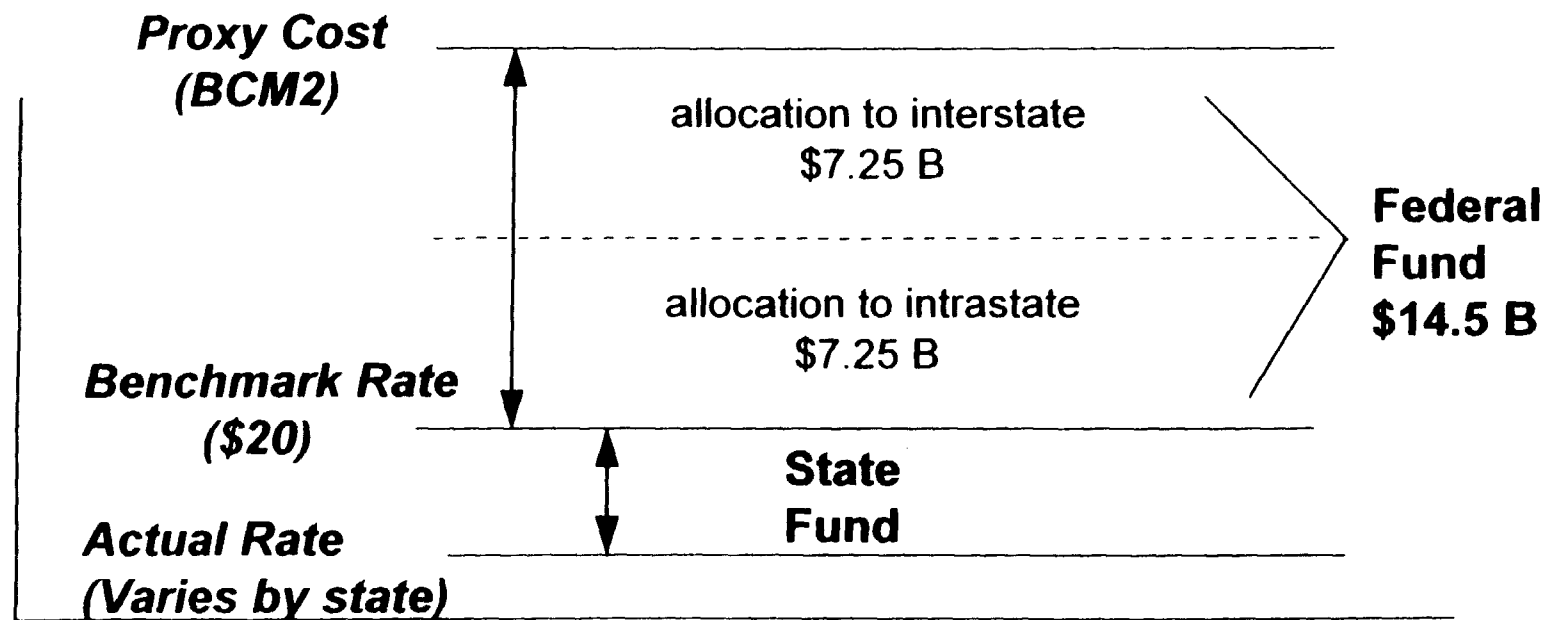 Proxy Cost
(BCM2)
allocation to interstate
$7.25 B
Federal
Fund
$14.5 B
allocation to intrastate
$7.25 B
Benchmark Rate
($20)
State
Fund
Actual Rate
(Varies by state)